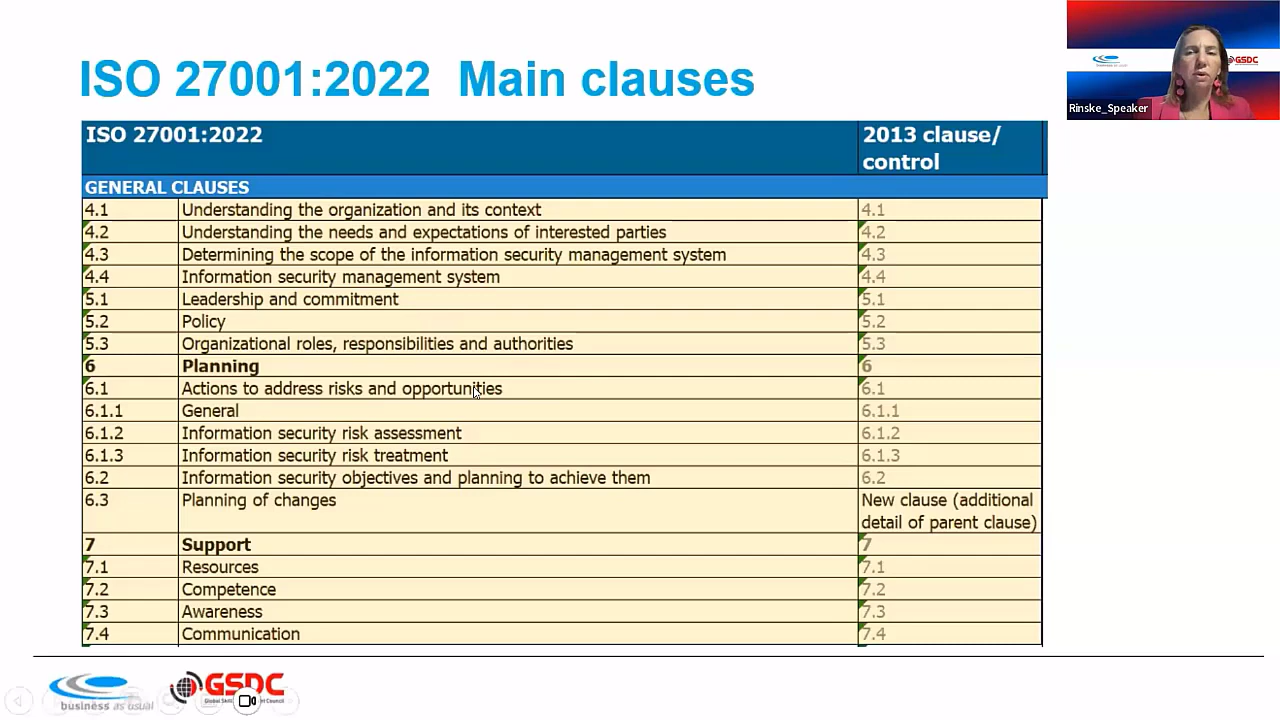 ISO 27001:2022 Main clauses
ISO 27001:2022 2013 clause/
control
GENERAL CLAUSES
4.1 Understanding the organization and its context 4.1
4.2 Understanding the needs and expectations of interested parties 4.2
4.3 Determining the scope of the information security management system 4.3
4.4 Information security management system 4.4
5.1 Leadership and commitment 5.1
5.2 Policy 5.2
5.3 Organizational roles, responsibilities and authorities 5.3
6 Planning 6
6.1 Actions to address risks and opportunities 6.1
6.1.1 General 6.1.1
6.1.2 Information security risk assessment 6.1.2
6.1.3 Information security risk treatment 6.1.3
6.2 Information security objectives and planning to achieve them 6.2
6.3 Planning of changes New clause (additional
detail of parent clause)
7 Support 7
7.1 Resources 7.1
7.2 Competence 7.2
7.3 Awareness 7.3
7.4 Communication 7.4
business as usual
GSDC
Global Skil
t Council
GSDC
Rinske_Speaker